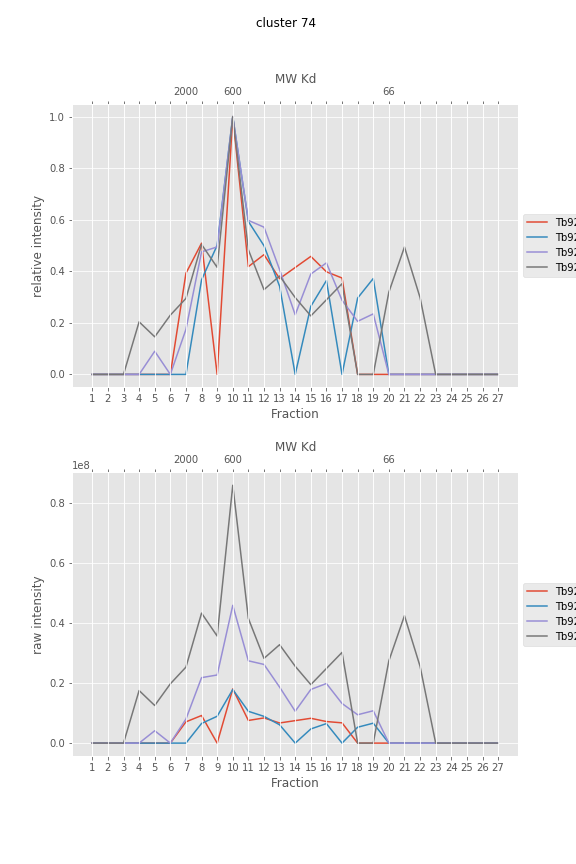 cluster 74
MW Kd
2000 600 66
1.0
0.8
0.6
0.4
0.2
0.0
relative intensity
Tb92
Tb92
Tb92
Tb92
1 2 3 4 5 6 7 8 9 10 11 12 13 14 15 16 17 18 19 20 21 22 23 24 25 26 27
Fraction
MW Kd
2000 600 66
1e8
0.8
0.6
0.4
0.2
0.0
raw intensity
Tb92
Tb92
Tb92
Tb92
1 2 3 4 5 6 7 8 9 10 11 12 13 14 15 16 17 18 19 20 21 22 23 24 25 26 27
Fraction